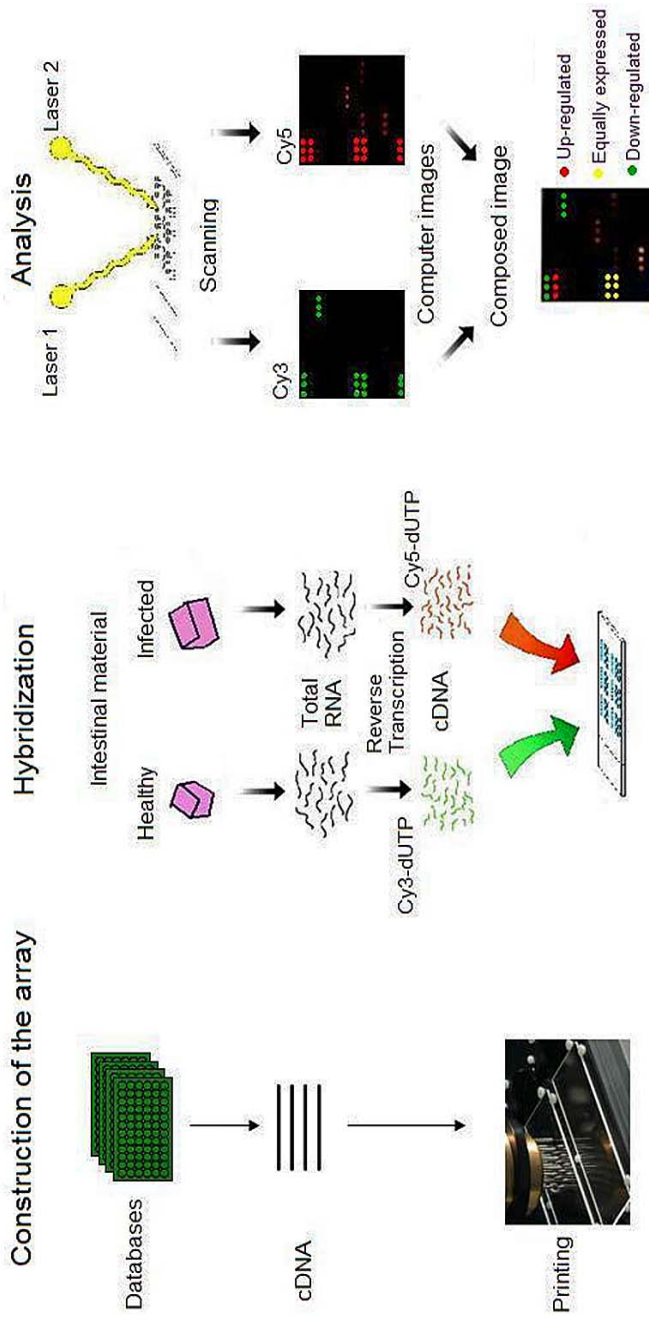 Construction of the array
Databases
cDNA
Printing
Hybridization
Intestinal material
Healthy
Infected
Total
RNA
Reverse
Transcription
Cy3-dUTP
cDNA
Cy5-dUTP
Analysis
Laser 1
Laser 2
Scanning
Cy3
Cy5
Computer images
Composed image
Up-regulated
Equally expressed
Down-regulated